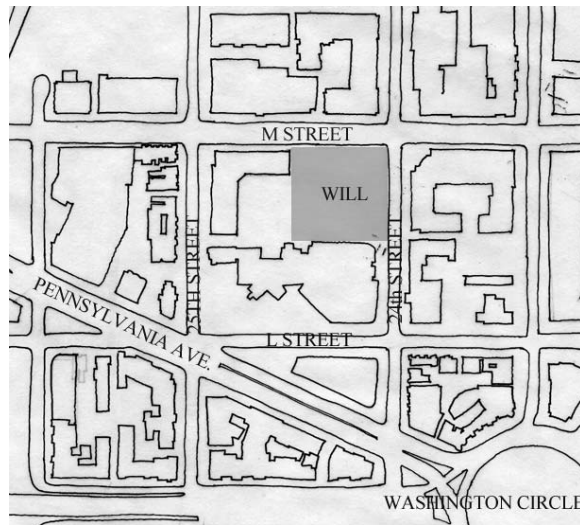 M STREET
WILL
25TH STREET
24th STREET
PENNSYLVANIA AVE.
L STREET
WASHINGTON CIRCLE